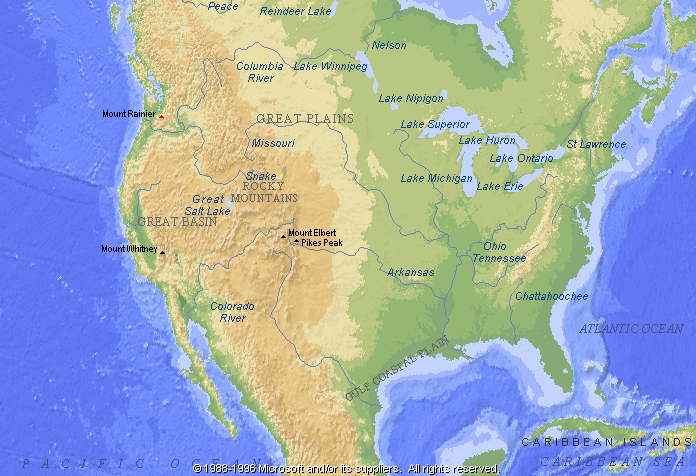 Peace
Reindeer Lake
Nelson
Columbia
River
Lake Winnipeg
Lake Nipigon
Mount Rainier
GREAT PLAINS
Lake Superior
Missouri
Lake Huron
St Lawrence
Lake Ontario
Snake
ROCKY
MOUNTAINS
Lake Michigan
Lake Erie
Great
Salt Lake
GREAT BASIN
Mount Elbert
Pikes Peak
Mount Whitney
Ohio
Tennessee
Arkansas
Colorado
River
Chattahoochee
ATLANTIC OCEAN
GULF COASTAL PLAIN
CARIBBEAN ISLANDS
CARIBBEAN SEA
PACIFIC OCEAN
© 1988-1996 Microsoft and/or its suppliers. All rights reserved.